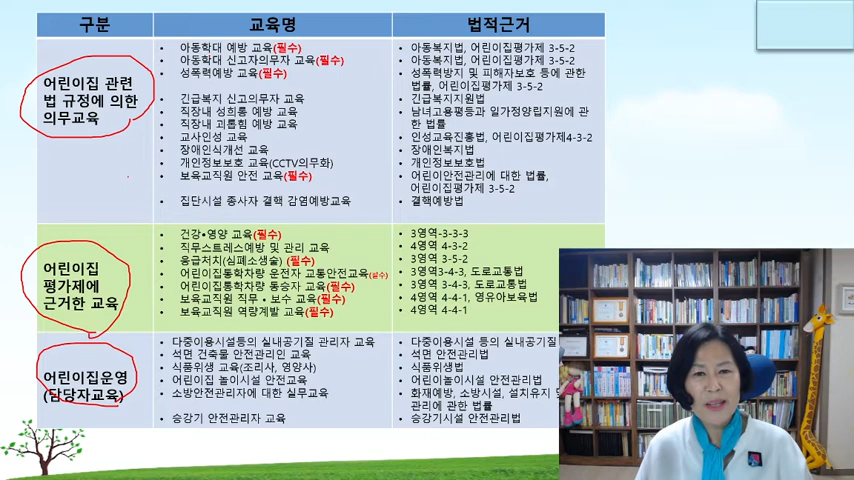 구분 교육명 법적근거
어린이집 관련
법 규정에 의한
의무교육
• 아동학대 예방 교육(필수)
• 아동학대 신고자의무자 교육(필수)
• 성폭력예방 교육(필수)
• 긴급복지 신고의무자 교육
• 직장내 성희롱 예방 교육
• 직장내 괴롭힘 예방 교육
• 교사인성 교육
• 장애인식개선 교육
• 개인정보보호 교육(CCTV의무화)
• 보육교직원 안전 교육(필수)
• 집단시설 종사자 결핵 감염예방교육
• 아동복지법, 어린이집평가제 3-5-2
• 아동복지법, 어린이집평가제 3-5-2
• 성폭력방지 및 피해자보호 등에 관한
법률, 어린이집평가제 3-5-2
• 긴급복지지원법
• 남녀고용평등과 일가정양립지원에 관
한 법률
• 인성교육진흥법, 어린이집평가제4-3-2
• 장애인복지법
• 개인정보보호법
• 어린이안전관리에 대한 법률,
어린이집평가제 3-5-2
• 결핵예방법
어린이집
평가제에
근거한 교육
• 건강•영양 교육(필수)
• 직무스트레스예방 및 관리 교육
• 응급처치(심폐소생술) (필수)
• 어린이집통학차량 운전자 교통안전교육(필수)
• 어린이집통학차량 동승자 교육(필수)
• 보육교직원 직무 • 보수 교육(필수)
• 보육교직원 역량계발 교육(필수)
• 3영역-3-3-3
• 4영역 4-3-2
• 3영역 3-5-2
• 3영역3-4-3, 도로교통법
• 3영역 3-4-3, 도로교통법
• 4영역 4-4-1, 영유아보육법
• 4영역 4-4-1
어린이집운영
(담당자교육)
• 다중이용시설등의 실내공기질 관리자 교육
• 석면 건축물 안전관리인 교육
• 식품위생 교육(조리사, 영양사)
• 어린이집 놀이시설 안전교육
• 소방안전관리자에 대한 실무교육
• 승강기 안전관리자 교육
• 다중이용시설 등의 실내공기질
• 석면 안전관리법
• 식품위생법
• 어린이놀이시설 안전관리법
• 화재예방, 소방시설, 설치유지 및
관리에 관한 법률
• 승강기시설 안전관리법